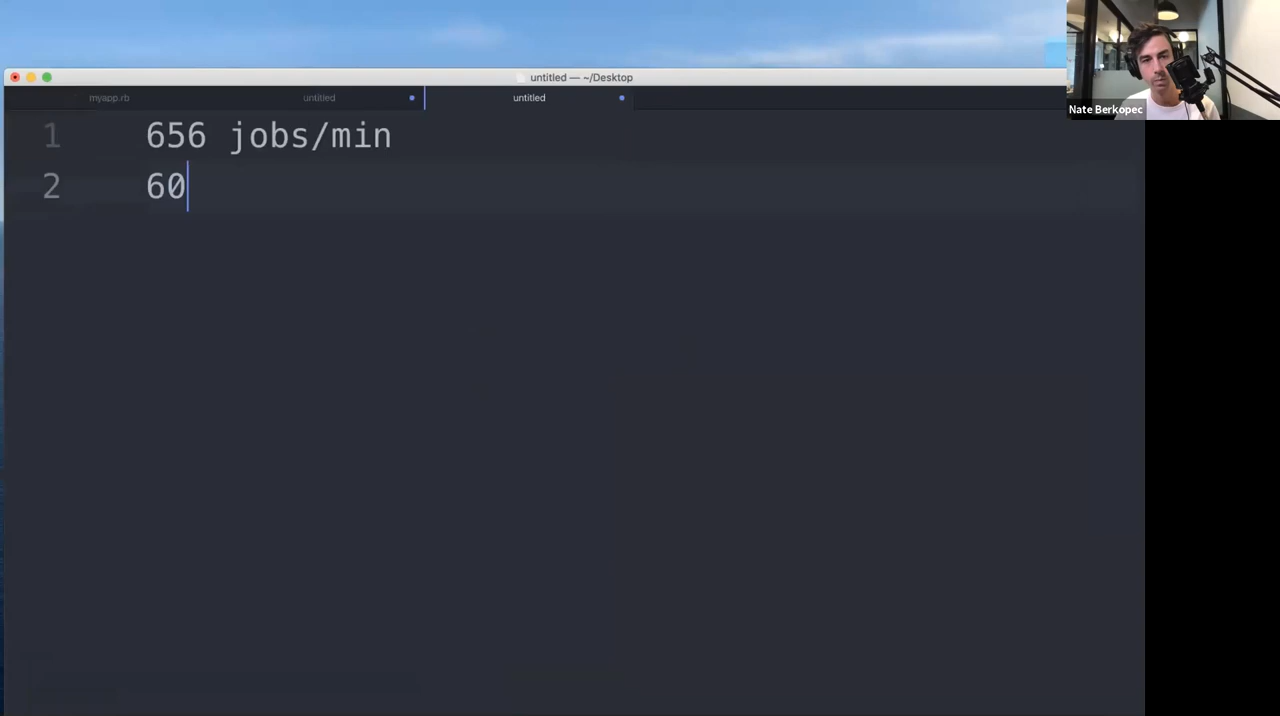 untitled — ~/Desktop
myapp.rb
untitled
untitled
Nate Berkopec
1 656 jobs/min
2 60